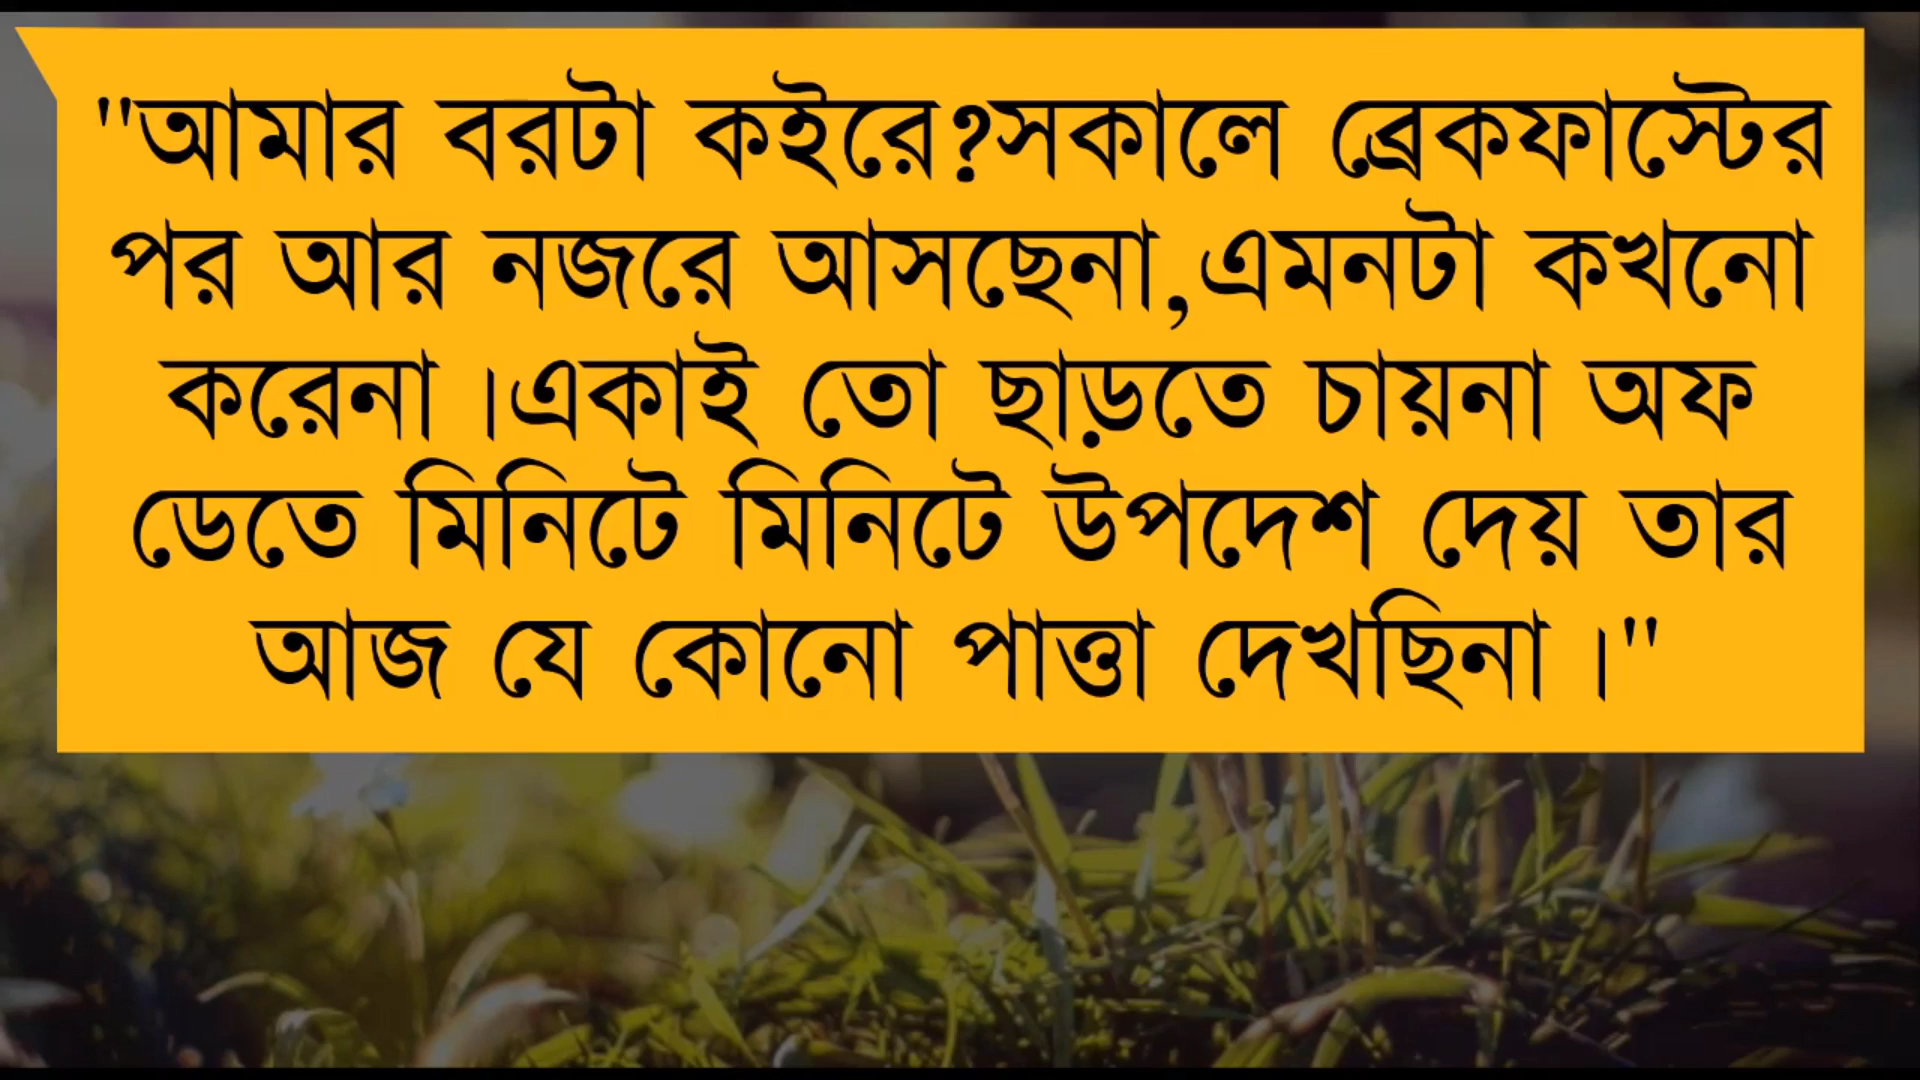 "আমার বরটা কইরে?সকালে ব্রেকফাস্টের
পর আর নজরে আসছেনা,এমনটা কখনো
করেনা।একাই তো ছাড়তে চায়না অফ
ডেতে মিনিটে মিনিটে উপদেশ দেয় তার
আজ যে কোনো পাত্তা দেখছিনা।"